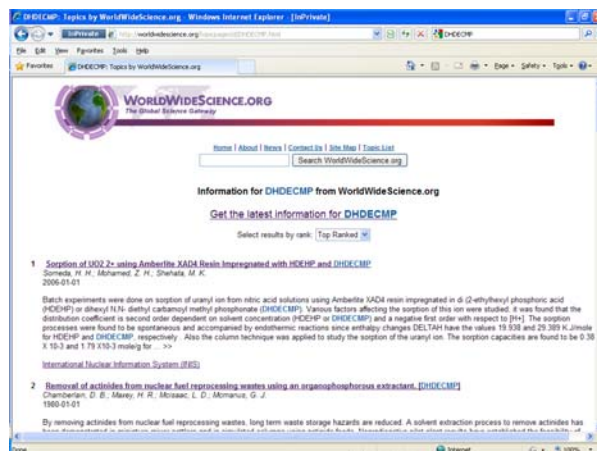 DHDECMP: Topics by WorldWideScience.org - Windows Internet Explorer - [InPrivate]
InPrivate http://worldwidescience.org/ DHDECMP
File Edit View Favorites Tools Help
Favorites DHDECMP: Topics by WorldWideScience.org Page Safety Tools
WORLDWIDESCIENCE.ORG
The Global Science Gateway
Home | About | News | Contact Us | Site Map | Topic List
Search WorldWideScience.org
Information for DHDECMP from WorldWideScience.org
Get the latest information for DHDECMP
Select results by rank: Top Ranked
1 Sorption of UO2 2+ using Amberlite XAD4 Resin Impregnated with HDEHP and DHDECMP
Someda, H. H.; Mohamed, Z. H.; Shehata, M. K.
2006-01-01
Batch experiments were done on sorption of uranyl ion from nitric acid solutions using Amberlite XAD4 resin impregnated in di (2-ethylhexyl) phosphoric acid
(HDEHP) or dihexyl N,N- diethyl carbamoyl methyl phosphonate (DHDECMP). Various factors affecting the sorption of this ion were studied. it was found that the
distribution coefficient is second order dependent on solvent concentration (HDEHP or DHDECMP) and a negative first order with respect to [H+]. The sorption
processes were found to be spontaneous and accompanied by endothermic reactions since enthalpy changes DELTAH have the values 19.938 and 29.389 K.J/mole
for HDEHP and DHDECMP, respectively. Also the column technique was applied to study the sorption of the uranyl ion. The sorption capacities are found to be 0.38
X 10-3 and 1.79 X10-3 mole/g for ... >>
International Nuclear Information System (INIS)
2 Removal of actinides from nuclear fuel reprocessing wastes using an organophosphorous extractant. [DHDECMP]
Chamberlain, D. B.; Maxey, H. R.; McIsaac, L. D.; McManus, G. J.
1980-01-01
By removing actinides from nuclear fuel reprocessing wastes, long term waste storage hazards are reduced. A solvent extraction process to remove actinides has
Done Internet 100%